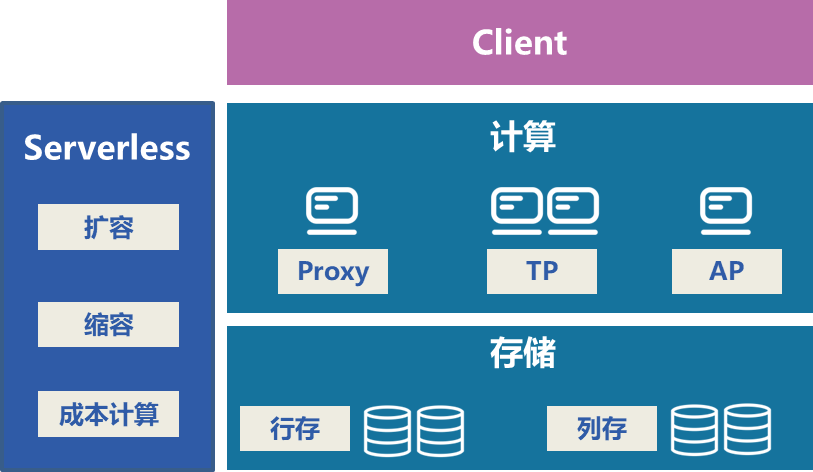 Client
Serverless
扩容
缩容
成本计算
计算
Proxy
TP
AP
存储
行存
列存